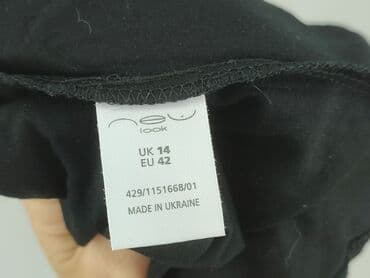 new
look
UK 14
EU 42
429/1151668/01
MADE IN UKRAINE